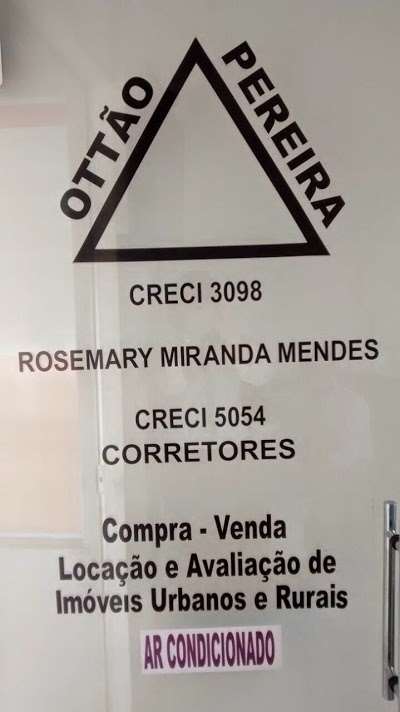 OTTÃO
PEREIRA
CRECI 3098
ROSEMARY MIRANDA MENDES
CRECI 5054
CORRETORES
Compra - Venda
Locação e Avaliação de
Imóveis Urbanos e Rurais
AR CONDICIONADO